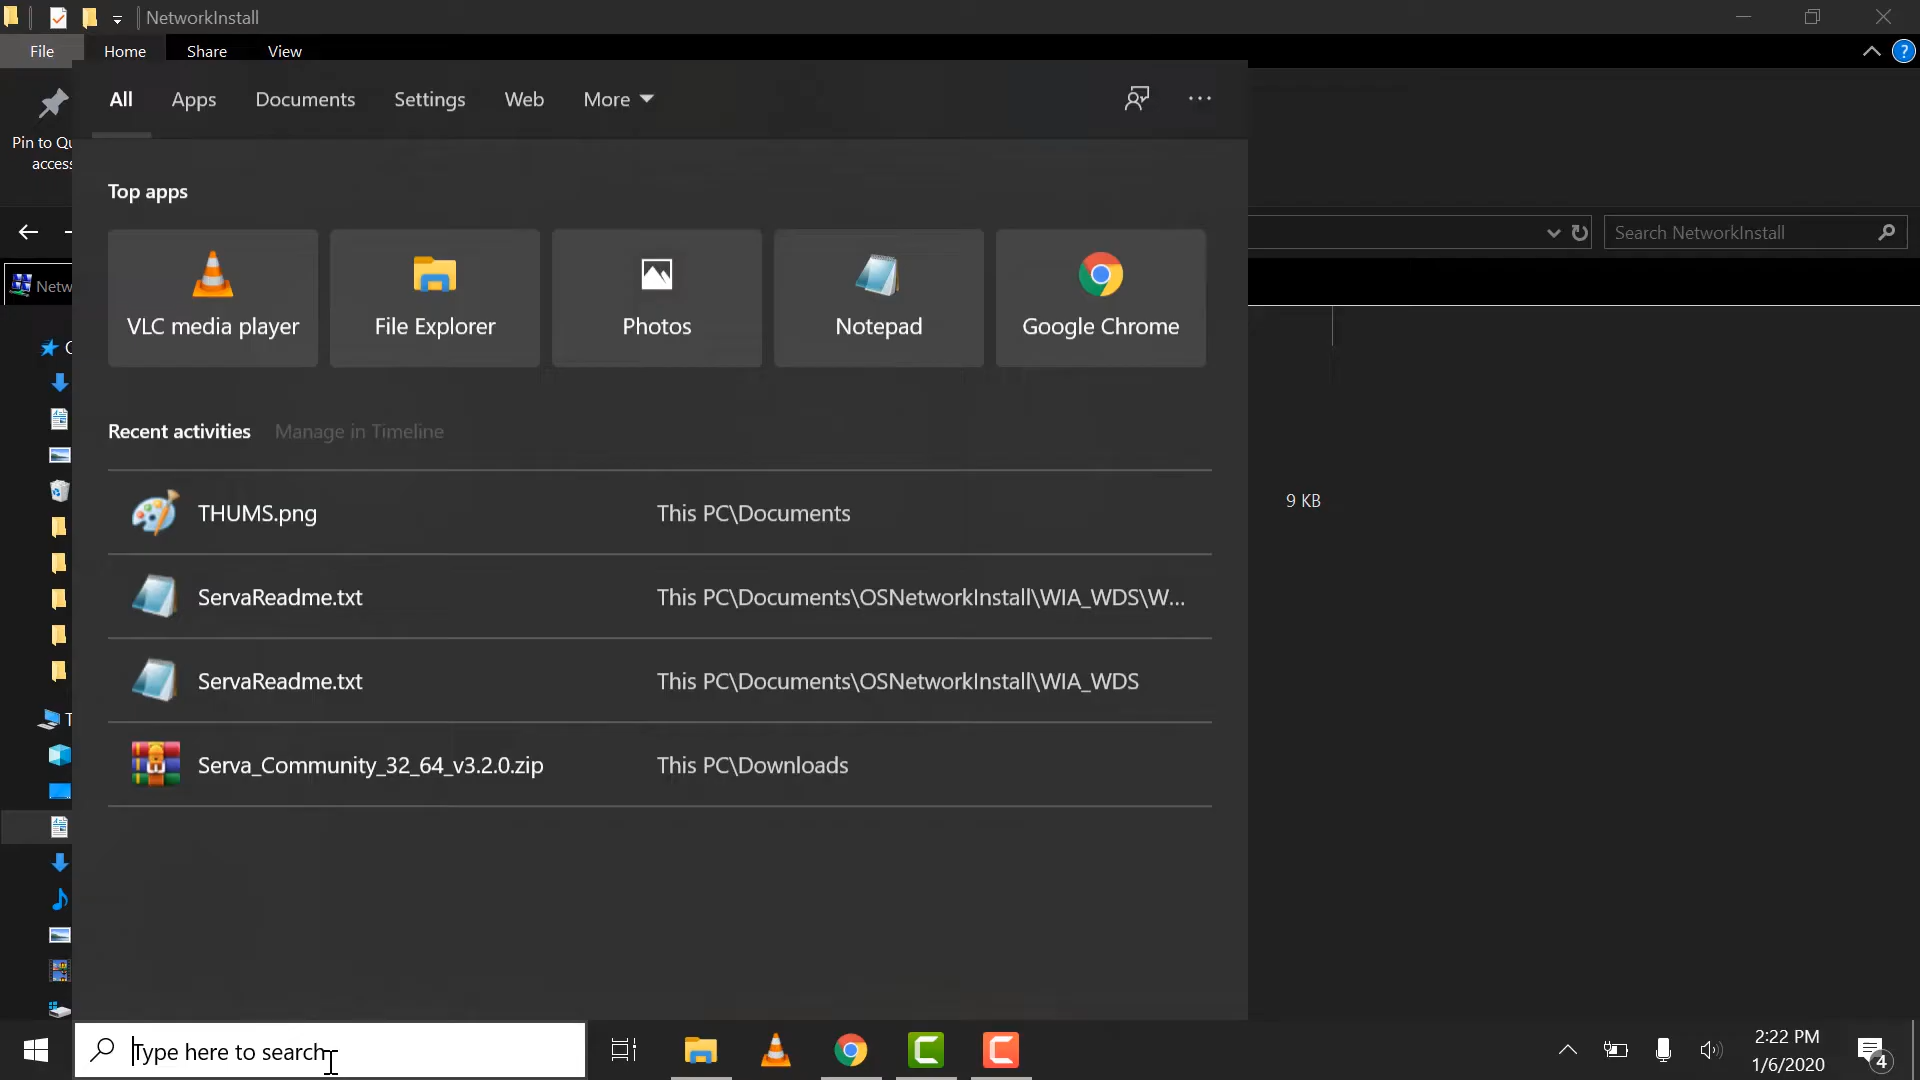 NetworkInstall
File Home Share View
?
All Apps Documents Settings Web More
Pin to Qu
access
Top apps
Search NetworkInstall
Netw
VLC media player File Explorer Photos Notepad Google Chrome
Recent activities Manage in Timeline
9 KB
THUMS.png This PC\Documents
ServaReadme.txt This PC\Documents\OSNetworkInstall\WIA_WDS\W...
ServaReadme.txt This PC\Documents\OSNetworkInstall\WIA_WDS
T
Serva_Community_32_64_v3.2.0.zip This PC\Downloads
Type here to search
2:22 PM
1/6/2020
4